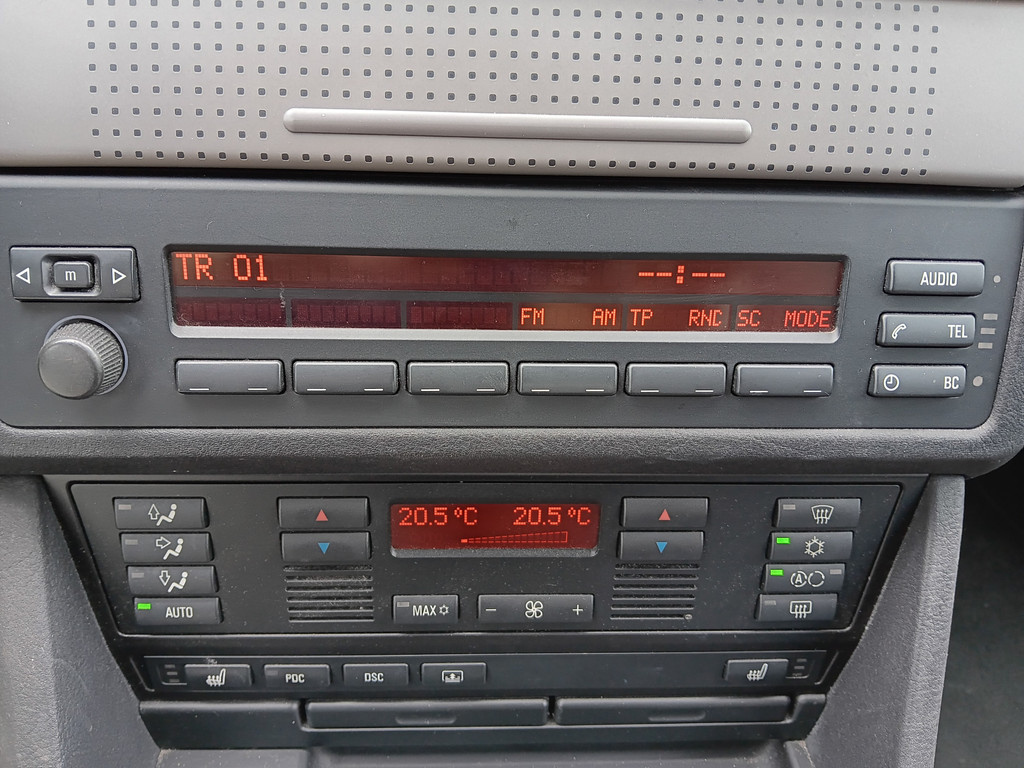 TR 01 --:--
m
AUDIO
FM AM TP RND SC MODE
TEL
BC
20.5°C 20.5°C
A
AUTO
MAX
- +
PDC DSC